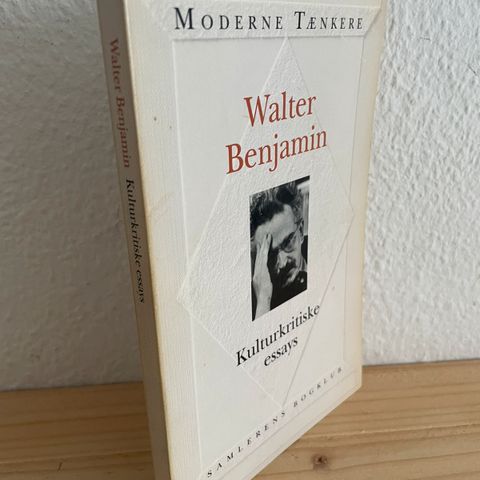 MODERNE TÆNKERE
Walter
Benjamin
Kulturkritiske
essays
SAMLERENS BOGKLUB
Walter Benjamin Kulturkritiske essays